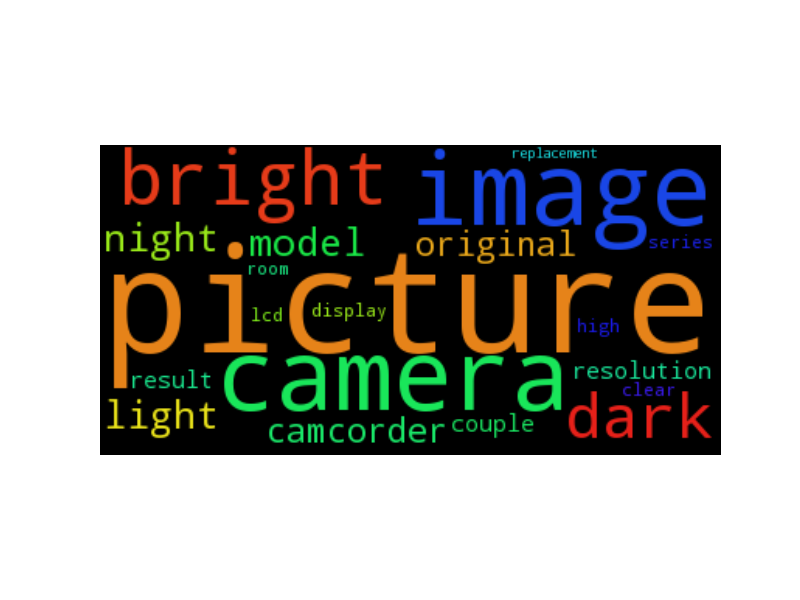 replacement
bright image
night model original series
room
picture
lcd display high
camera
result resolution
clear
light dark
camcorder couple